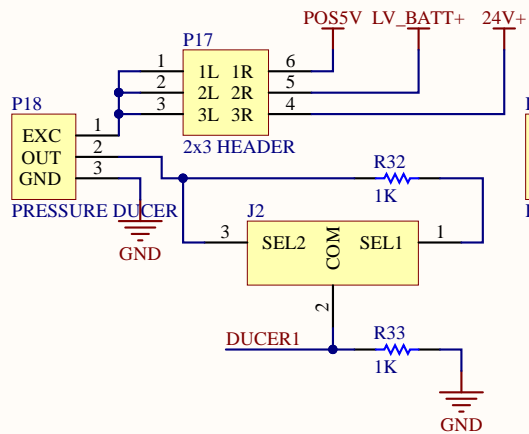 POS5V LV_BATT+ 24V+
P17
1 1L 1R 6
2 2L 2R 5
3 3L 3R 4
2x3 HEADER
P18
EXC 1
OUT 2
GND 3
PRESSURE DUCER
GND
R32
1K
J2
3 SEL2 COM SEL1 1
2
DUCER1
R33
1K
GND